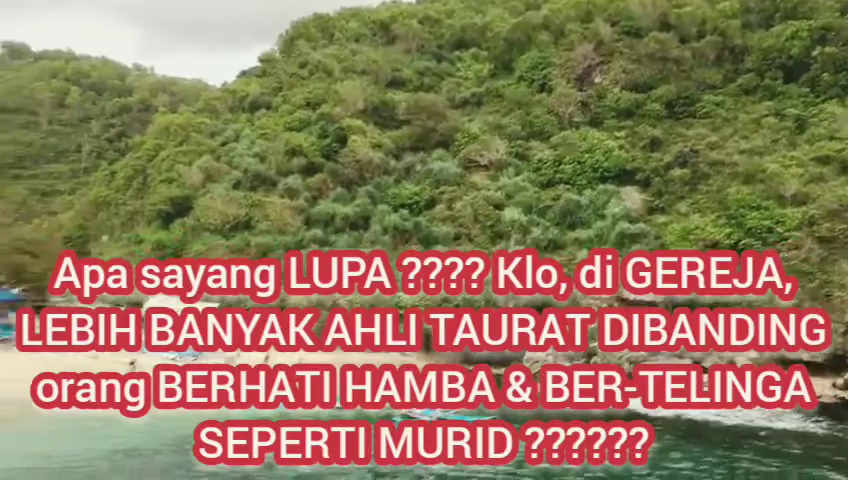 Apa sayang LUPA ???? Klo, di GEREJA,
LEBIH BANYAK AHLI TAURAT DIBANDING
orang BERHATI HAMBA & BER-TELINGA
SEPERTI MURID ??????